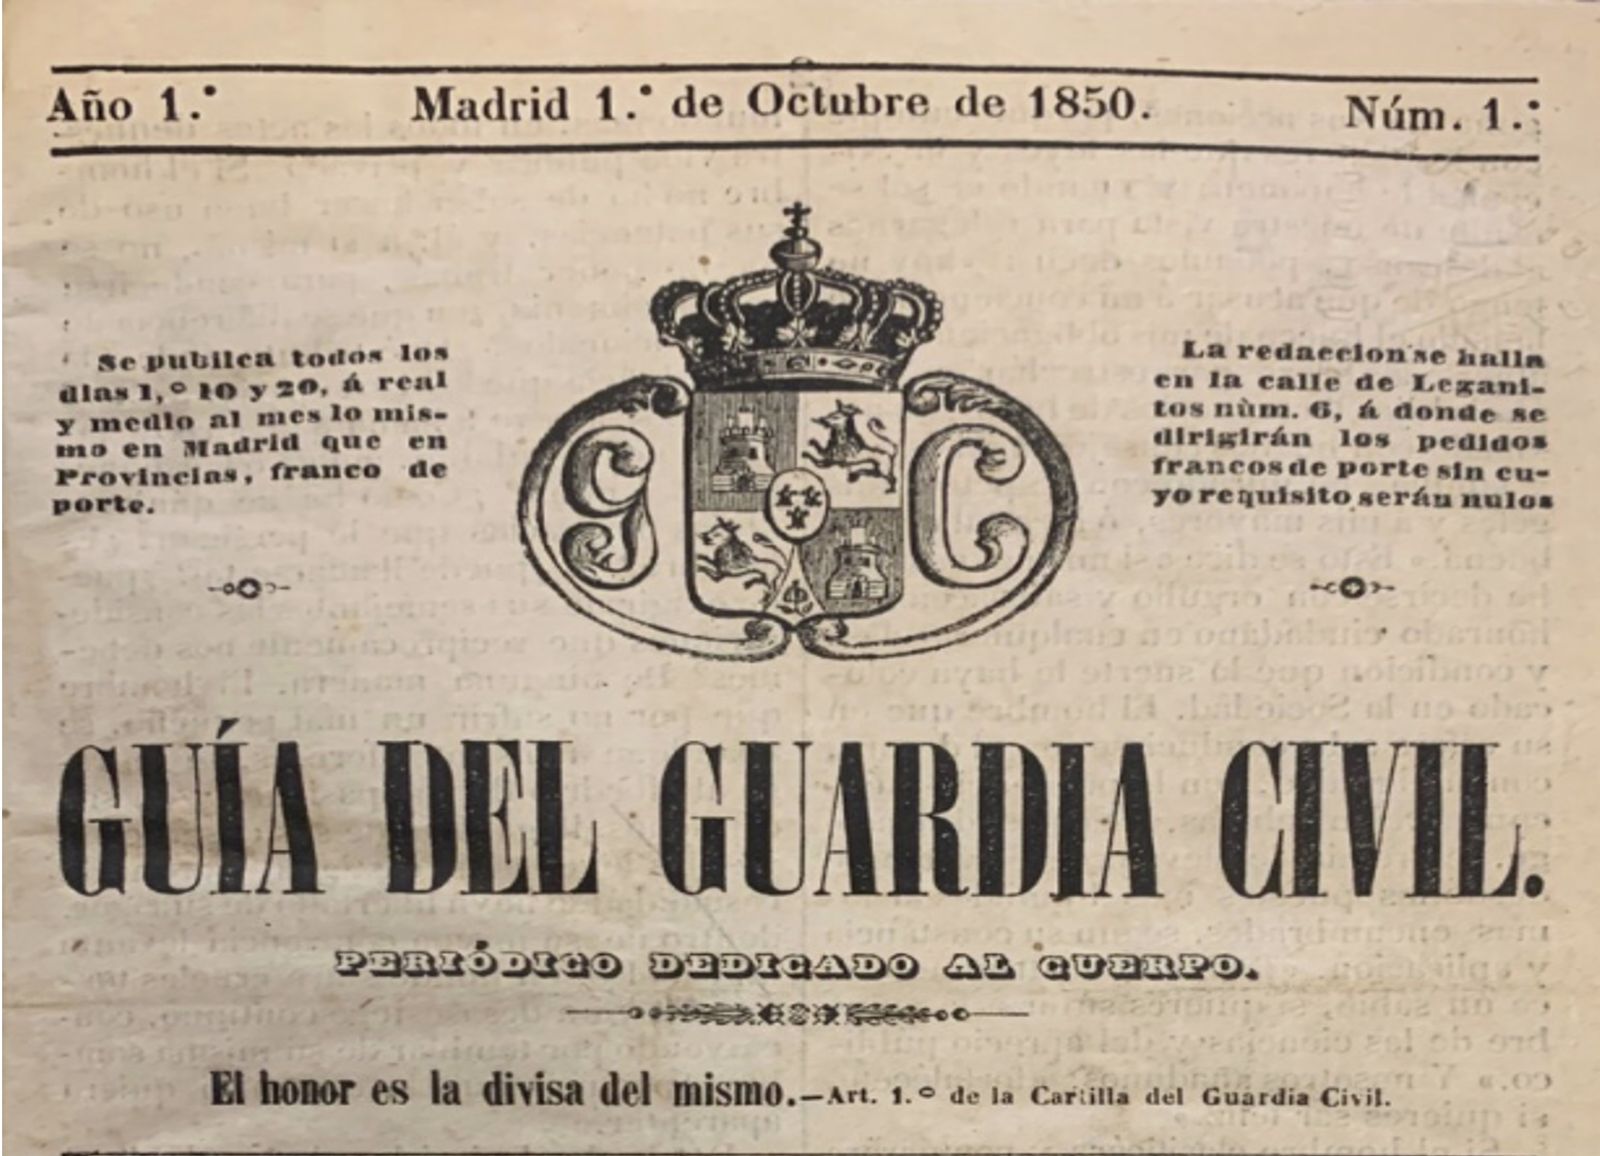 Año 1.° Madrid 1.° de Octubre de 1850. Núm. 1.°
Se publica todos los
dias 1,° 10 y 20, á real
y medio al mes lo mis-
mo en Madrid que en
Provincias, franco de
porte.
G C
La redaccion se halla
en la calle de Legani-
tos nùm. 6, á donde se
dirigirán los pedidos
francos de porte sin cu-
yo requisito serán nulos
GUÍA DEL GUARDIA CIVIL.
PERIÓDICO DEDICADO AL CUERPO.
El honor es la divisa del mismo.—Art. 1.° de la Cartilla del Guardia Civil.